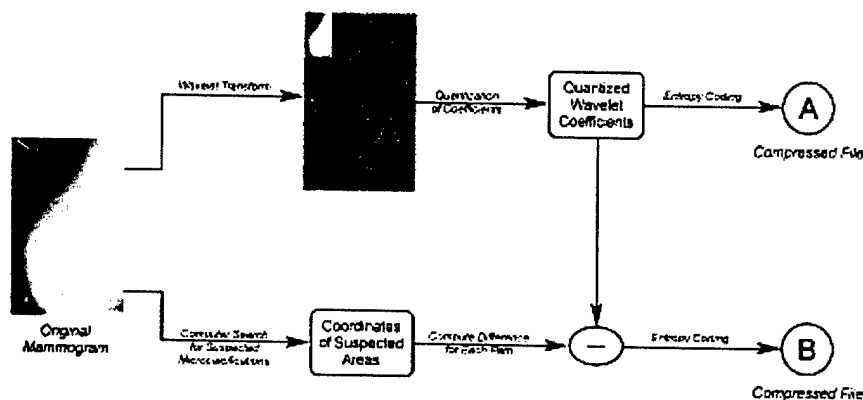 Wavelet Transform
Quantization
of Coefficients
Quantized
Wavelet
Coefficients
Entropy Coding
A
Compressed File
Original
Mammogram
Computer Search
for Suspected
Microcalcifications
Coordinates
of Suspected
Areas
Compute Difference
for Each
—
Entropy Coding
B
Compressed File